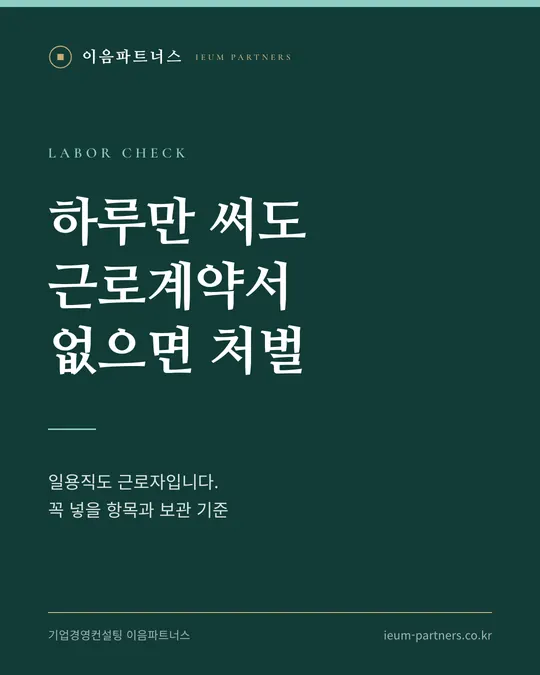 이음파트너스 IEUM PARTNERS
LABOR CHECK
하루만 써도
근로계약서
없으면 처벌
일용직도 근로자입니다.
꼭 넣을 항목과 보관 기준
기업경영컨설팅 이음파트너스 ieum-partners.co.kr